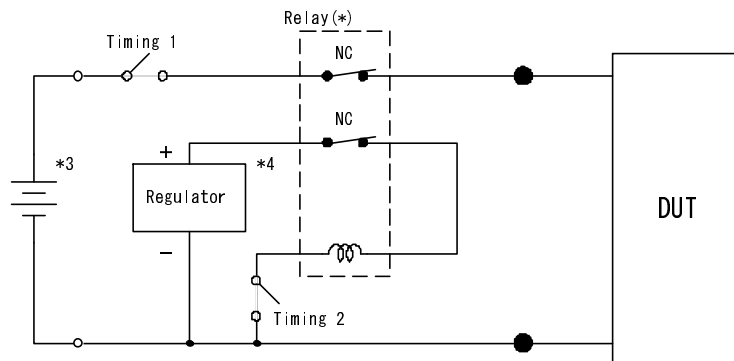 Relay(*)
Timing 1
NC
NC
*3
+
*4
Regulator
DUT
−
Timing 2